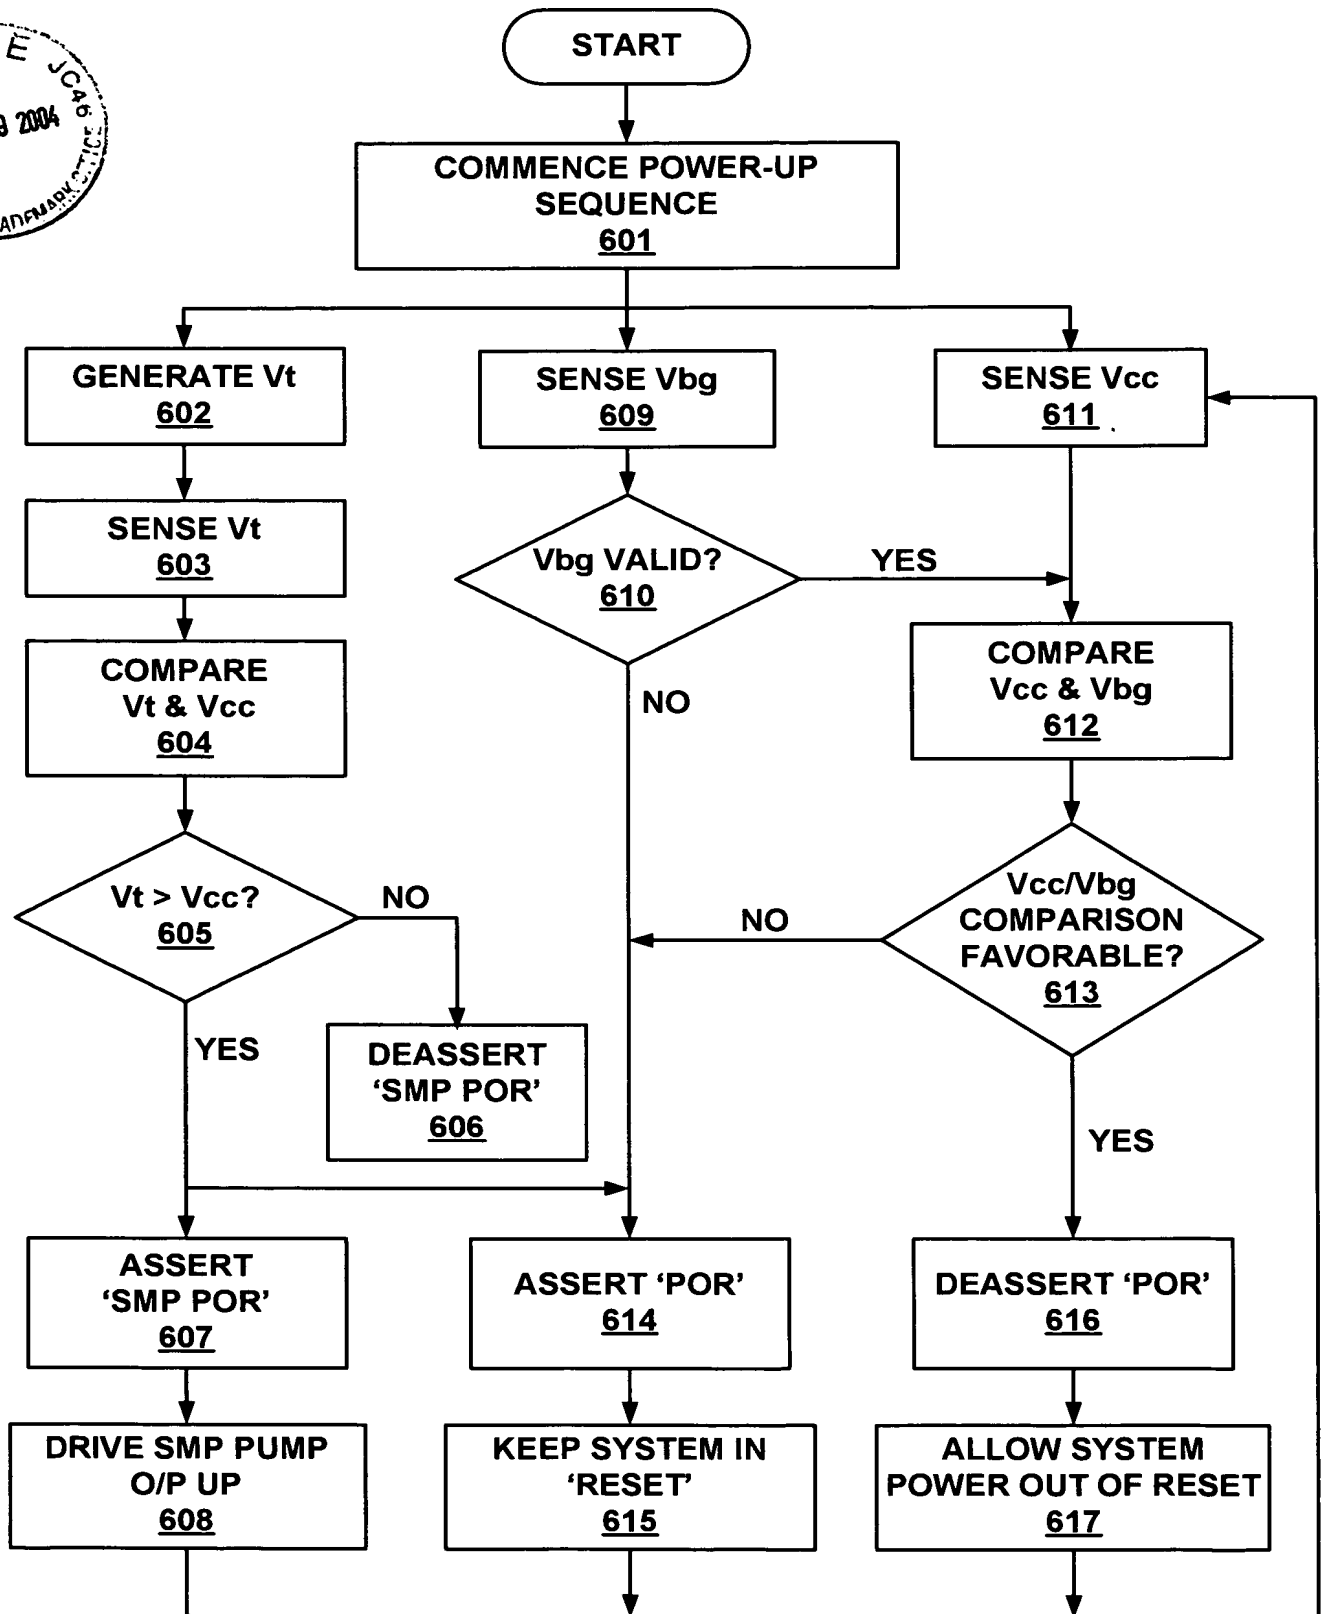 E JC46
9 2004
START
COMMENCE POWER-UP
SEQUENCE
601
GENERATE Vt
602
SENSE Vbg
609
SENSE Vcc
611
SENSE Vt
603
Vbg VALID?
610
YES
COMPARE
Vt & Vcc
604
NO
COMPARE
Vcc & Vbg
612
Vt > Vcc?
605
NO
NO
Vcc/Vbg
COMPARISON
FAVORABLE?
613
YES
DEASSERT
‘SMP POR’
606
YES
ASSERT
‘SMP POR’
607
ASSERT ‘POR’
614
DEASSERT ‘POR’
616
DRIVE SMP PUMP
O/P UP
608
KEEP SYSTEM IN
‘RESET’
615
ALLOW SYSTEM
POWER OUT OF RESET
617